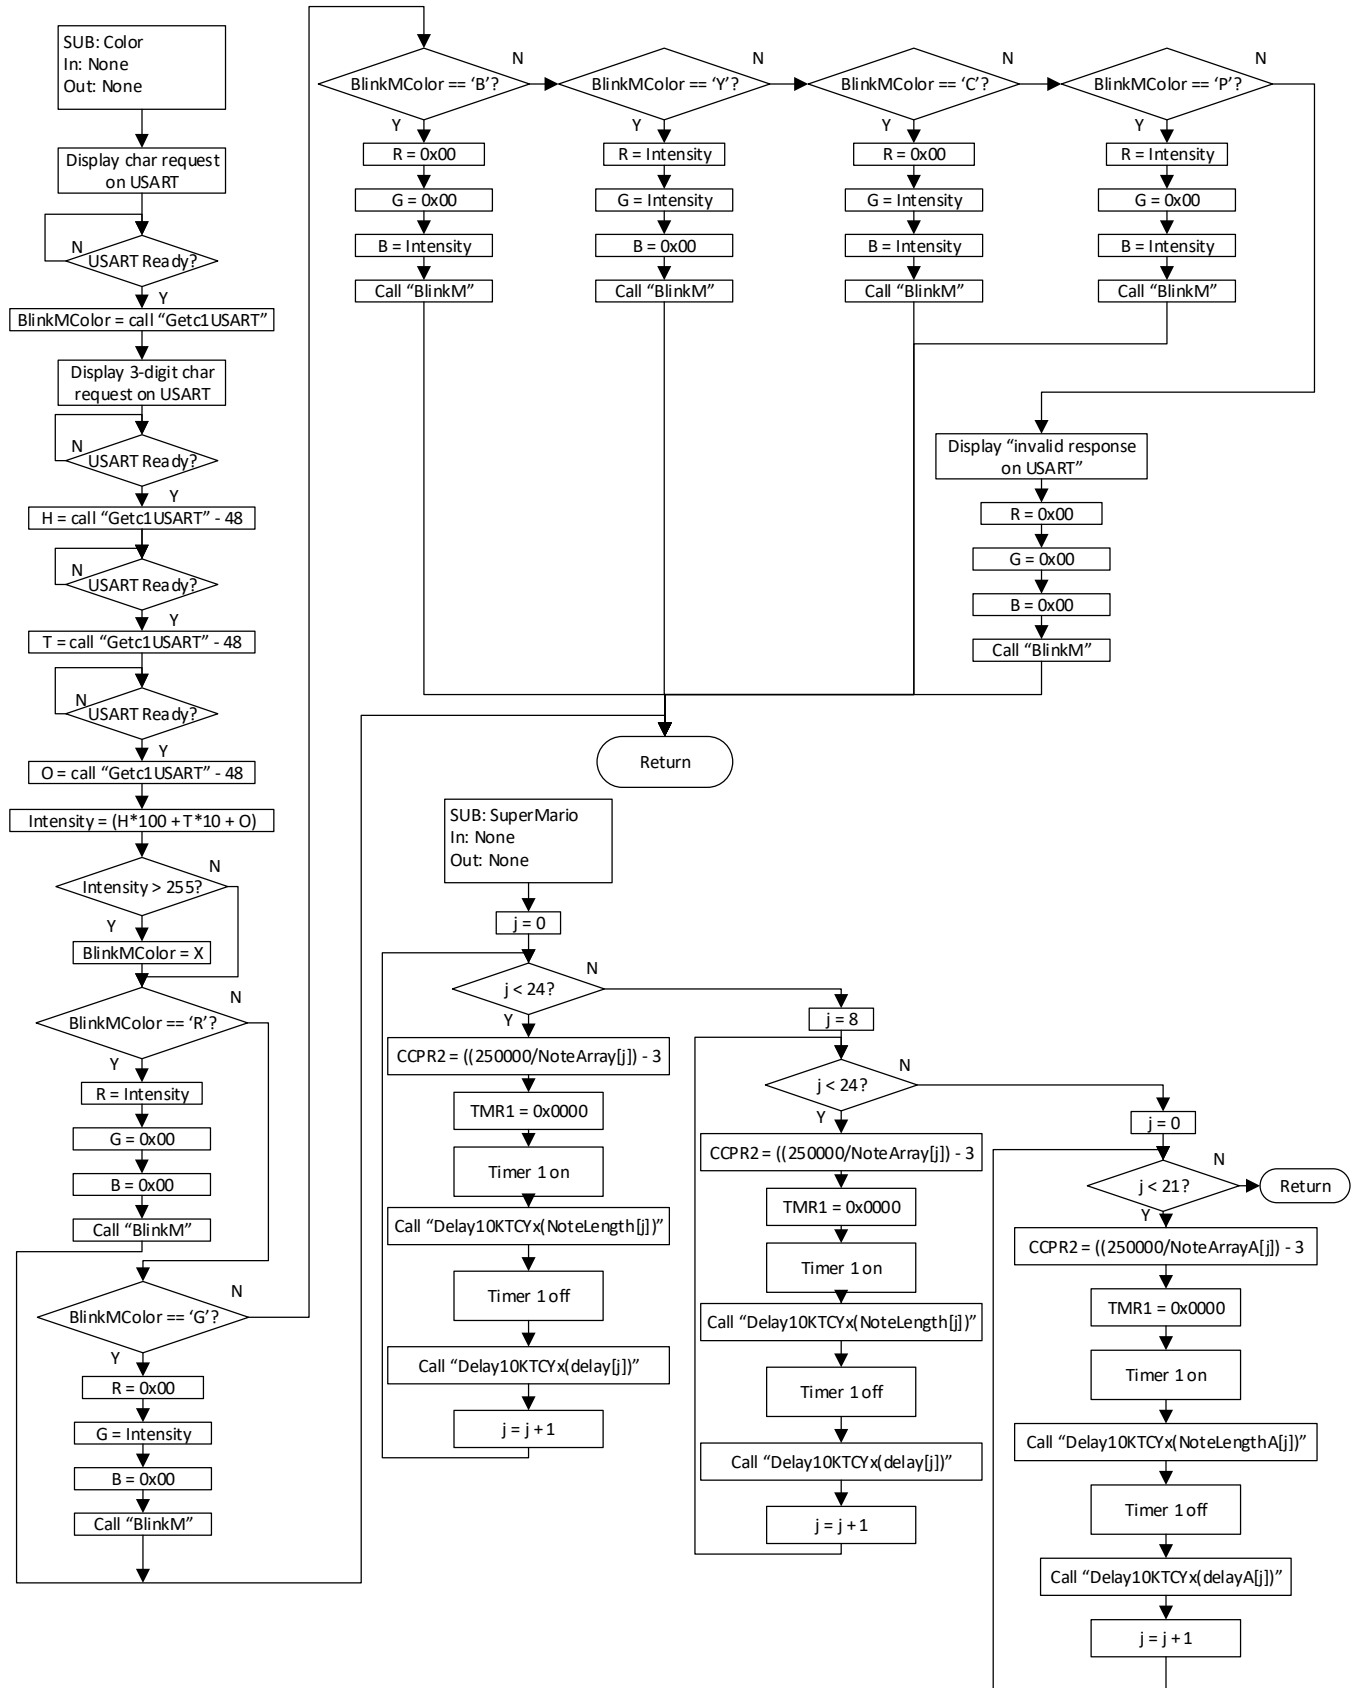 SUB: Color
In: None
Out: None
Display char request
on USART
N
USART Ready?
Y
BlinkMColor = call “Getc1USART”
Display 3-digit char
request on USART
N
USART Ready?
Y
H = call “Getc1USART” - 48
N
USART Ready?
Y
T = call “Getc1USART” - 48
N
USART Ready?
Y
O = call “Getc1USART” - 48
Intensity = (H*100 + T*10 + O)
N
Intensity > 255?
Y
BlinkMColor = X
N
BlinkMColor == ‘R’?
Y
R = Intensity
G = 0x00
B = 0x00
Call “BlinkM”
N
BlinkMColor == ‘G’?
Y
R = 0x00
G = Intensity
B = 0x00
Call “BlinkM”
N
BlinkMColor == ‘B’?
Y
R = 0x00
G = 0x00
B = Intensity
Call “BlinkM”
N
BlinkMColor == ‘Y’?
Y
R = Intensity
G = Intensity
B = 0x00
Call “BlinkM”
N
BlinkMColor == ‘C’?
Y
R = 0x00
G = Intensity
B = Intensity
Call “BlinkM”
N
BlinkMColor == ‘P’?
Y
R = Intensity
G = 0x00
B = Intensity
Call “BlinkM”
Display “invalid response
on USART”
R = 0x00
G = 0x00
B = 0x00
Call “BlinkM”
Return
SUB: SuperMario
In: None
Out: None
j = 0
N
j < 24?
Y
CCPR2 = ((250000/NoteArray[j]) - 3
TMR1 = 0x0000
Timer 1 on
Call “Delay10KTCYx(NoteLength[j])”
Timer 1 off
Call “Delay10KTCYx(delay[j])”
j = j + 1
j = 8
N
j < 24?
Y
CCPR2 = ((250000/NoteArray[j]) - 3
TMR1 = 0x0000
Timer 1 on
Call “Delay10KTCYx(NoteLength[j])”
Timer 1 off
Call “Delay10KTCYx(delay[j])”
j = j + 1
j = 0
N
j < 21?
Return
Y
CCPR2 = ((250000/NoteArrayA[j]) - 3
TMR1 = 0x0000
Timer 1 on
Call “Delay10KTCYx(NoteLengthA[j])”
Timer 1 off
Call “Delay10KTCYx(delayA[j])”
j = j + 1